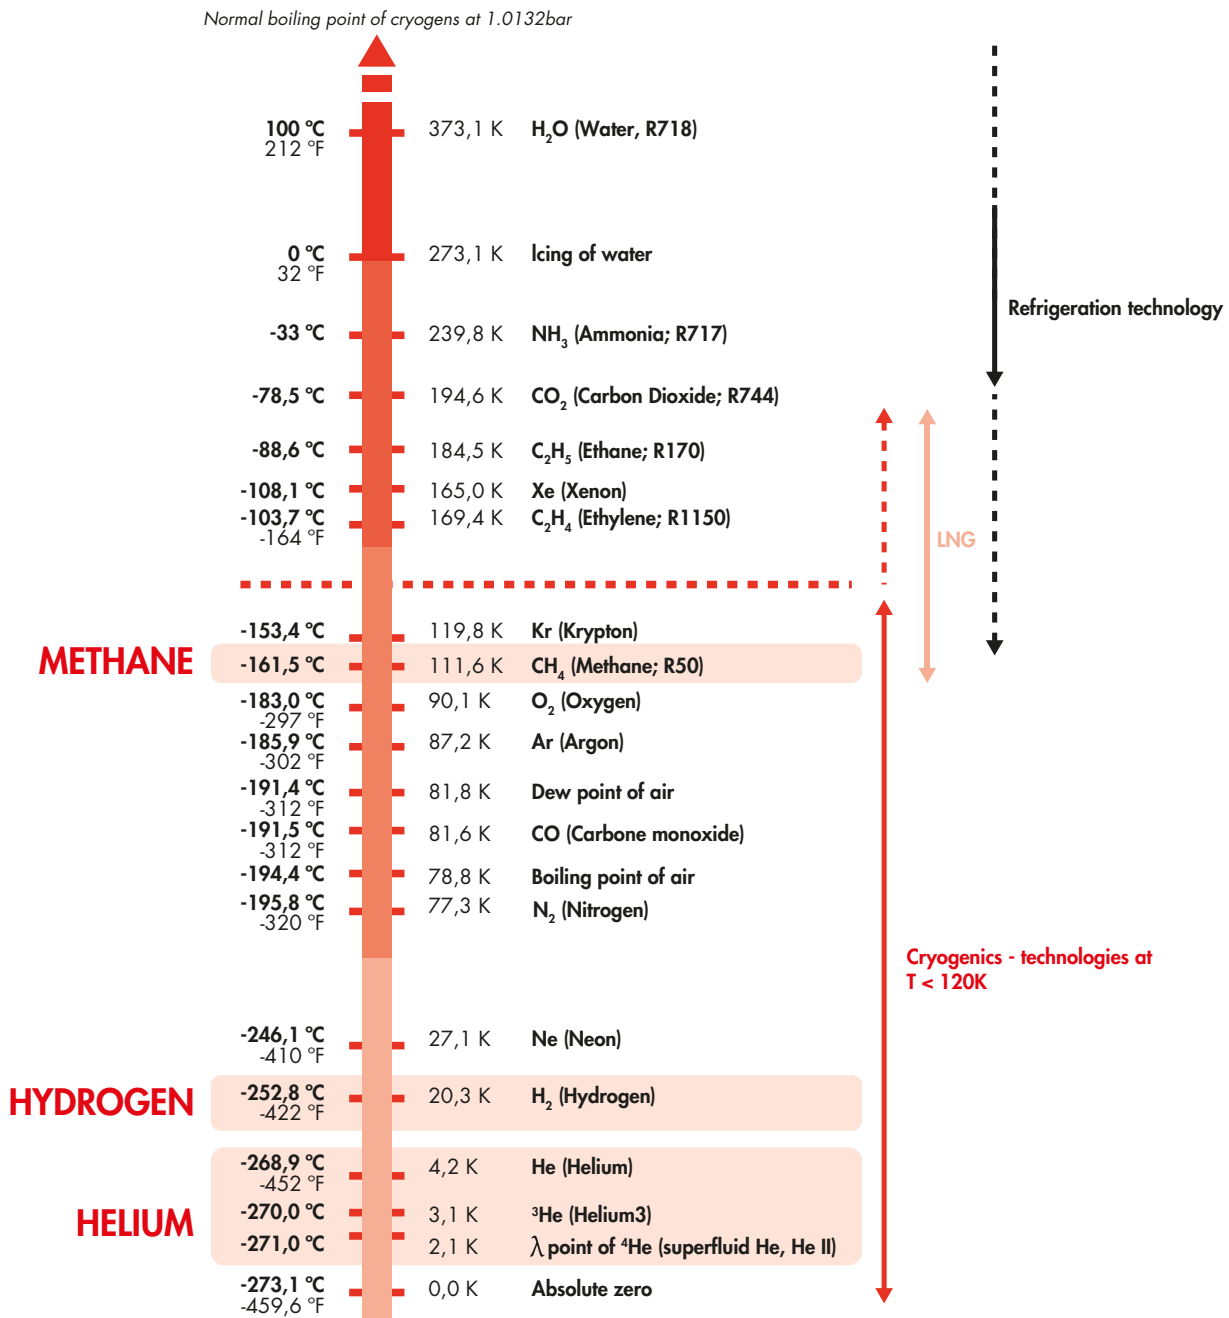 Normal boiling point of cryogens at 1.0132bar
100 °C 373,1 K H₂O (Water, R718)
212 °F
0 °C 273,1 K Icing of water
32 °F
Refrigeration technology
-33 °C 239,8 K NH₃ (Ammonia; R717)
-78,5 °C 194,6 K CO₂ (Carbon Dioxide; R744)
-88,6 °C 184,5 K C₂H₅ (Ethane; R170)
-108,1 °C 165,0 K Xe (Xenon)
-103,7 °C 169,4 K C₂H₄ (Ethylene; R1150)
-164 °F
LNG
-153,4 °C 119,8 K Kr (Krypton)
METHANE -161,5 °C 111,6 K CH₄ (Methane; R50)
-183,0 °C 90,1 K O₂ (Oxygen)
-297 °F
-185,9 °C 87,2 K Ar (Argon)
-302 °F
-191,4 °C 81,8 K Dew point of air
-312 °F
-191,5 °C 81,6 K CO (Carbone monoxide)
-312 °F
-194,4 °C 78,8 K Boiling point of air
-195,8 °C 77,3 K N₂ (Nitrogen)
-320 °F
Cryogenics - technologies at
T < 120K
-246,1 °C 27,1 K Ne (Neon)
-410 °F
HYDROGEN -252,8 °C 20,3 K H₂ (Hydrogen)
-422 °F
-268,9 °C 4,2 K He (Helium)
-452 °F
HELIUM
-270,0 °C 3,1 K ³He (Helium3)
-271,0 °C 2,1 K λ point of ⁴He (superfluid He, He II)
-273,1 °C 0,0 K Absolute zero
-459,6 °F